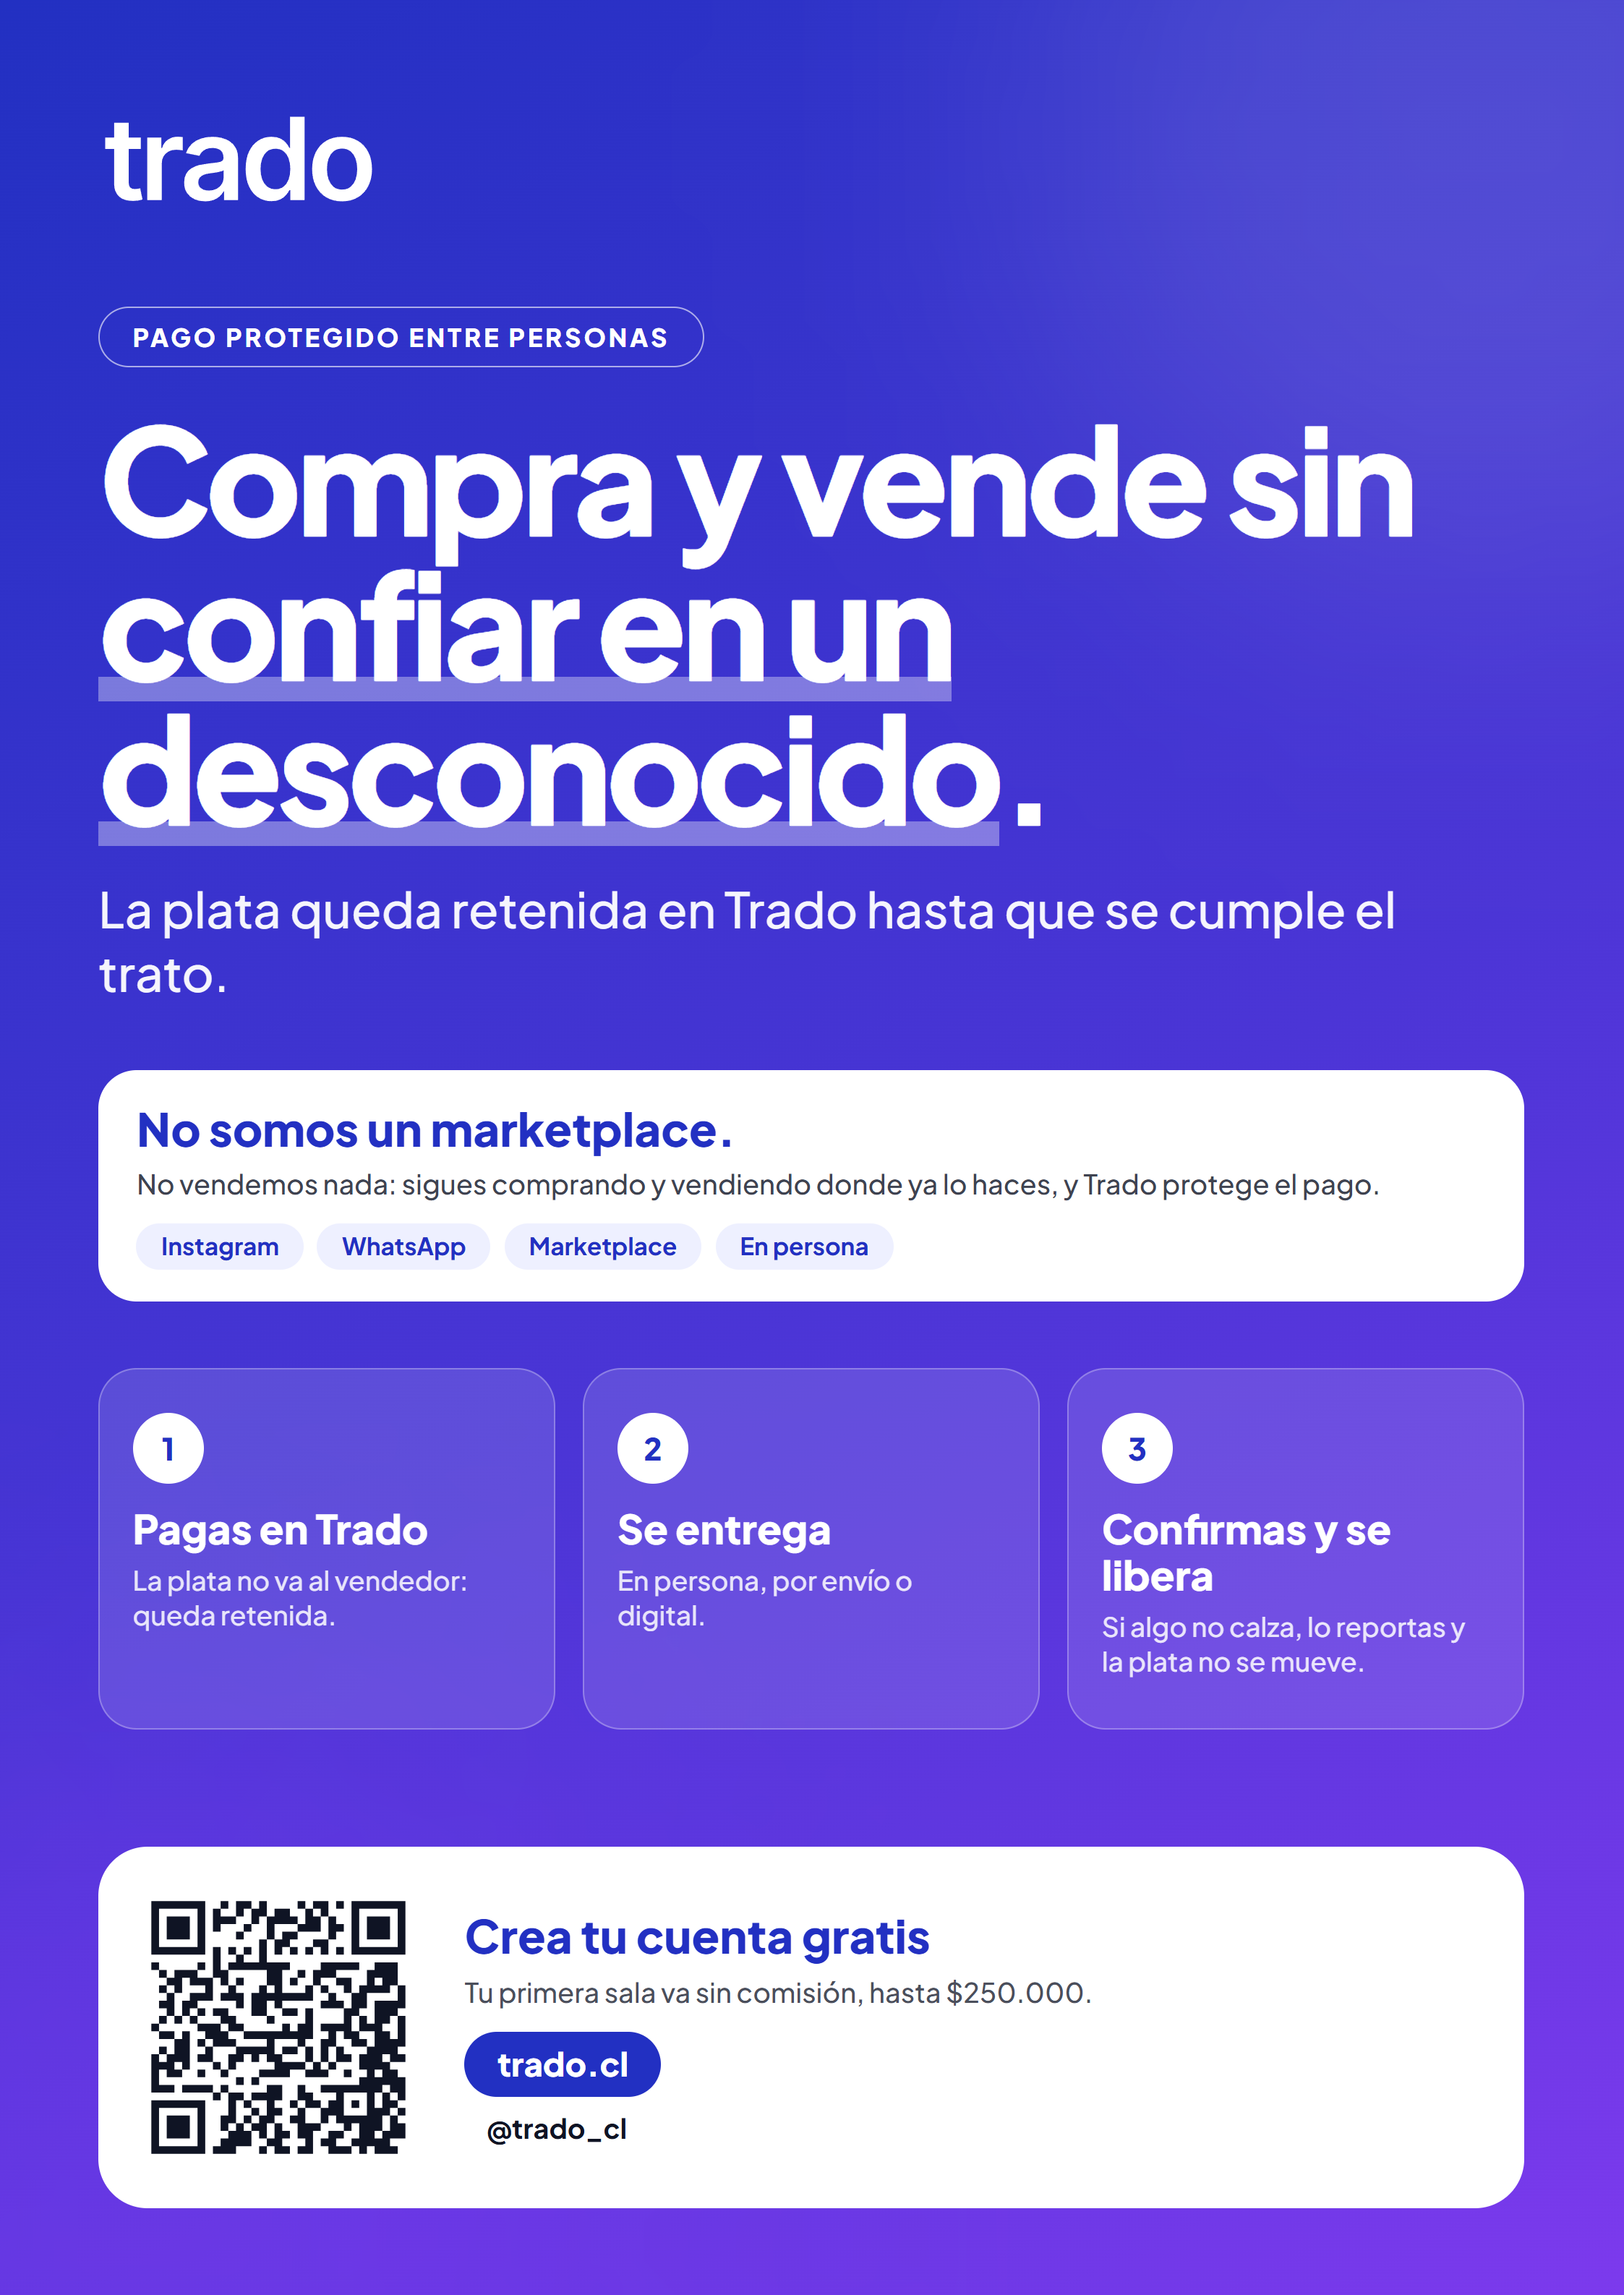 trado
PAGO PROTEGIDO ENTRE PERSONAS
Compra y vende sin
confiar en un
desconocido.
La plata queda retenida en Trado hasta que se cumple el
trato.
No somos un marketplace.
No vendemos nada: sigues comprando y vendiendo donde ya lo haces, y Trado protege el pago.
Instagram WhatsApp Marketplace En persona
1
Pagas en Trado
La plata no va al vendedor:
queda retenida.
2
Se entrega
En persona, por envío o
digital.
3
Confirmas y se
libera
Si algo no calza, lo reportas y
la plata no se mueve.
Crea tu cuenta gratis
Tu primera sala va sin comisión, hasta $250.000.
trado.cl
@trado_cl